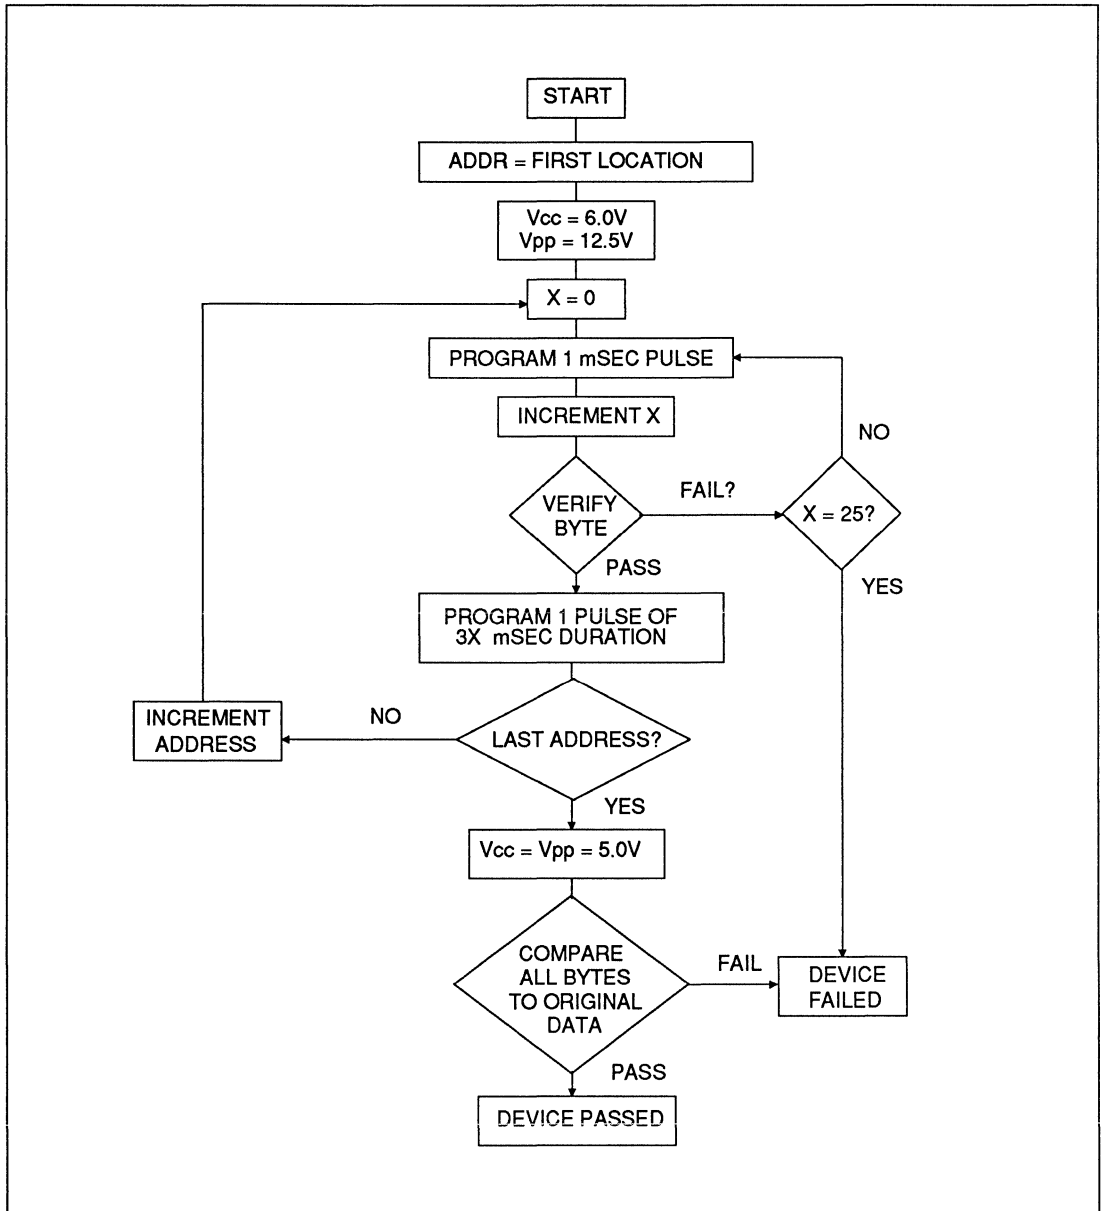 START
ADDR = FIRST LOCATION
Vcc = 6.0V
Vpp = 12.5V
X = 0
PROGRAM 1 mSEC PULSE
INCREMENT X
NO
VERIFY
BYTE
FAIL?
X = 25?
PASS
YES
PROGRAM 1 PULSE OF
3X mSEC DURATION
INCREMENT
ADDRESS
NO
LAST ADDRESS?
YES
Vcc = Vpp = 5.0V
COMPARE
ALL BYTES
TO ORIGINAL
DATA
FAIL
DEVICE
FAILED
PASS
DEVICE PASSED